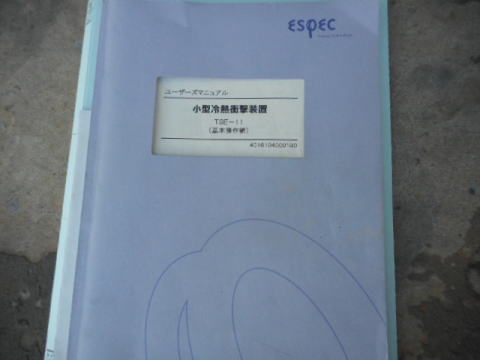 ESPEC
ユーザーズマニュアル
小型冷熱衝撃装置
TSE－11
（基本操作編）